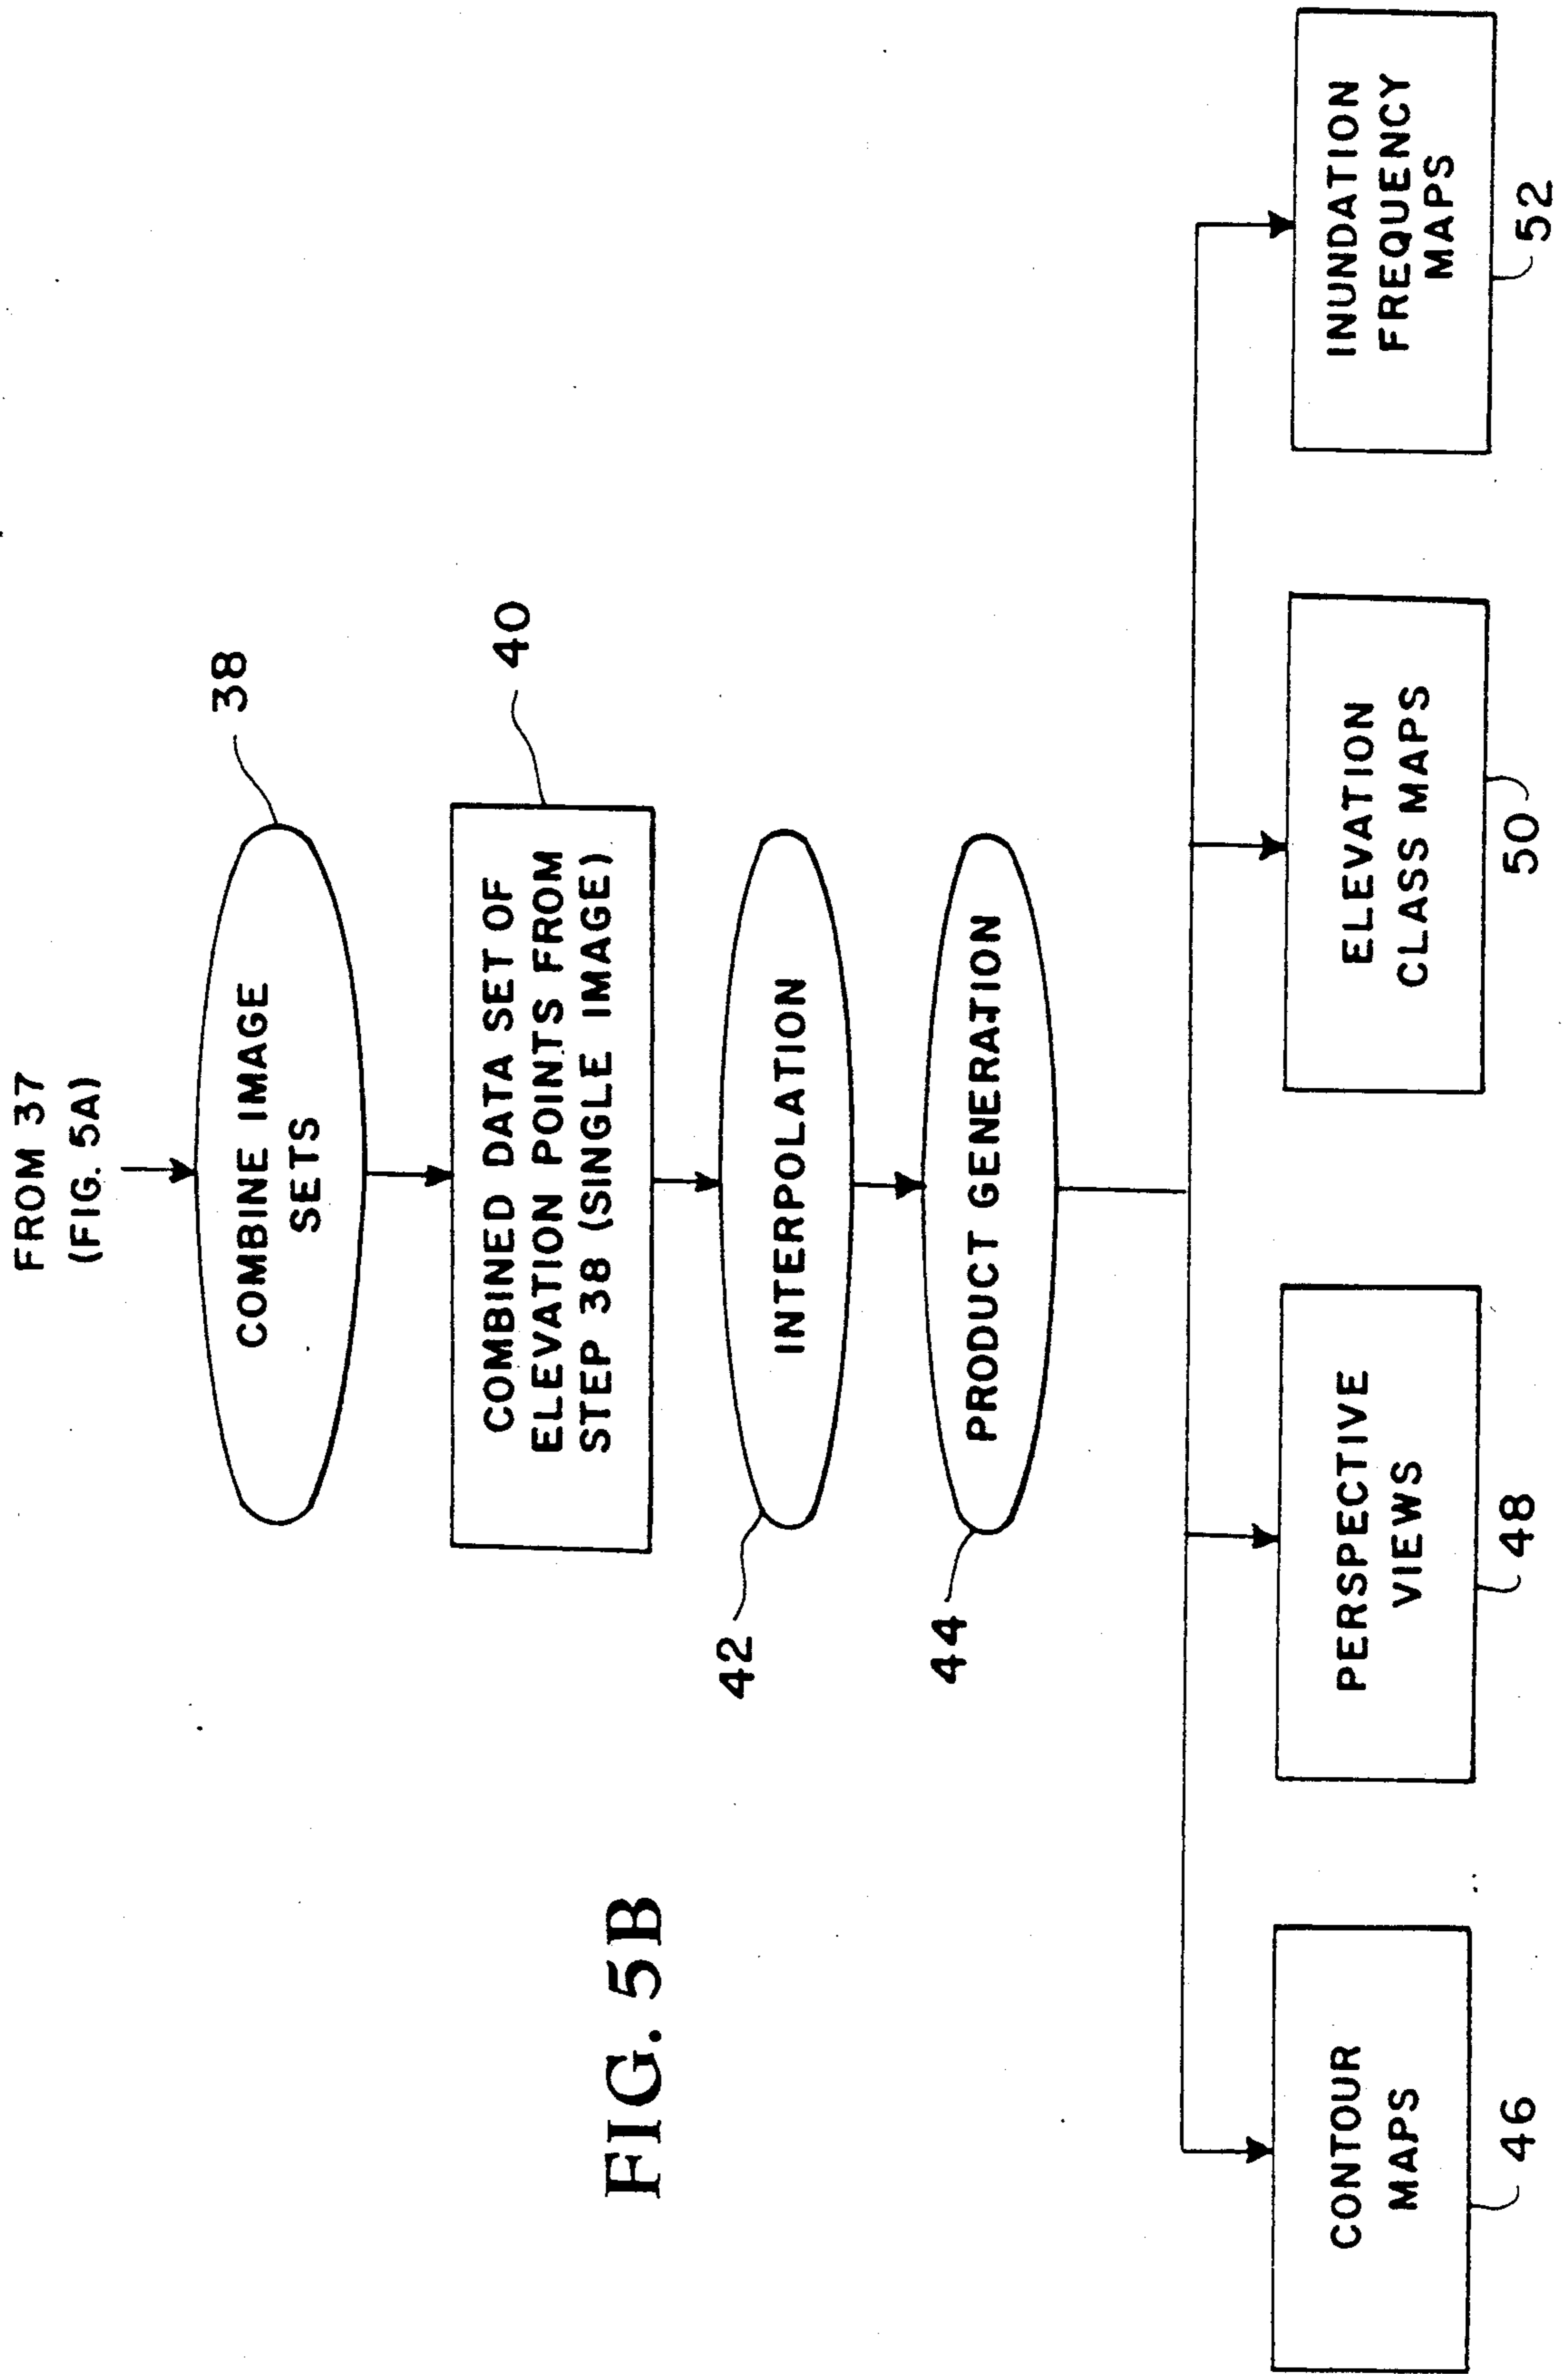 FROM 37
(FIG. 5A)
38
COMBINE IMAGE
SETS
40
COMBINED DATA SET OF
ELEVATION POINTS FROM
STEP 38 (SINGLE IMAGE)
42
INTERPOLATION
44
PRODUCT GENERATION
FIG. 5B
CONTOUR
MAPS
46
PERSPECTIVE
VIEWS
48
ELEVATION
CLASS MAPS
50
INUNDATION
FREQUENCY
MAPS
52